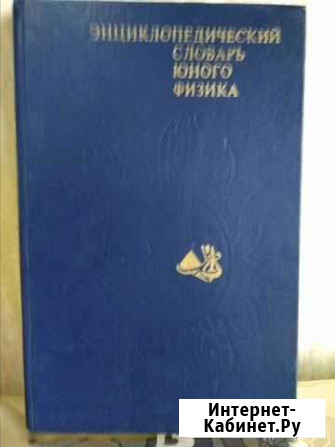 ЭНЦИКЛОПЕДИЧЕСКИЙ
СЛОВАРЬ
ЮНОГО
ФИЗИКА
Интернет-
Кабинет.Ру